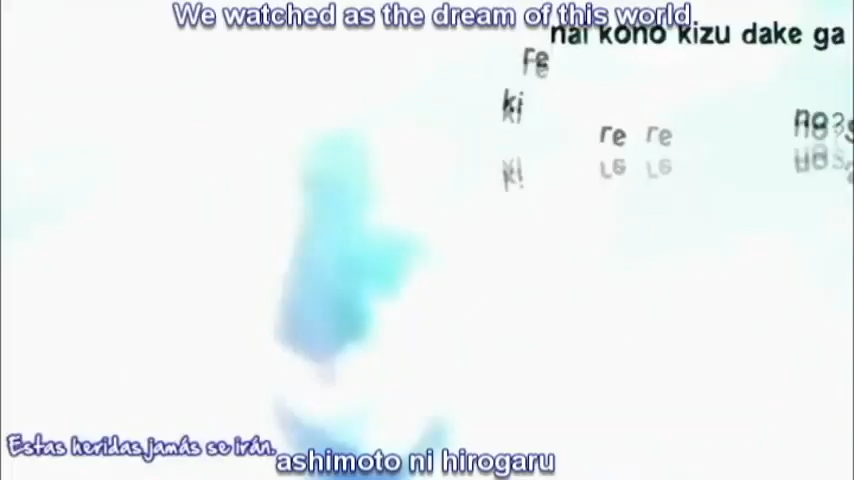 We watched as the dream of this world
nai kono kizu dake ga
re
ki
re re
no?s
Estas heridas jamás se irán.
ashimoto ni hirogaru